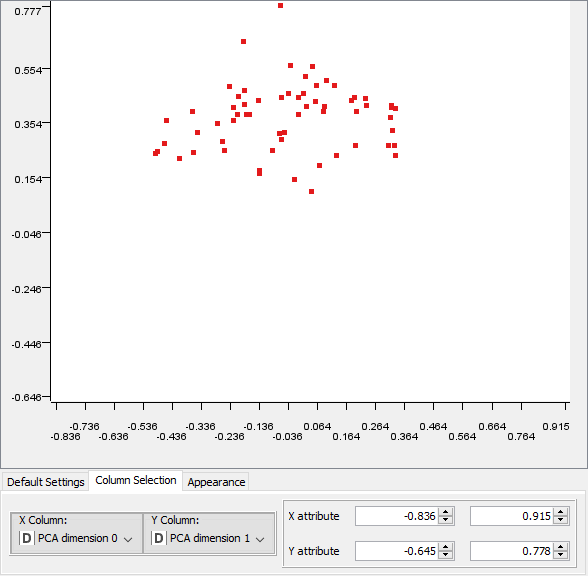 0.777
0.554
0.354
0.154
-0.046
-0.246
-0.446
-0.646
-0.736 -0.536 -0.336 -0.136 0.064 0.264 0.464 0.664 0.915
-0.836 -0.636 -0.436 -0.236 -0.036 0.164 0.364 0.564 0.764
Default Settings Column Selection Appearance
X Column: Y Column:
X attribute -0.836 0.915
D PCA dimension 0 D PCA dimension 1
Y attribute -0.645 0.778